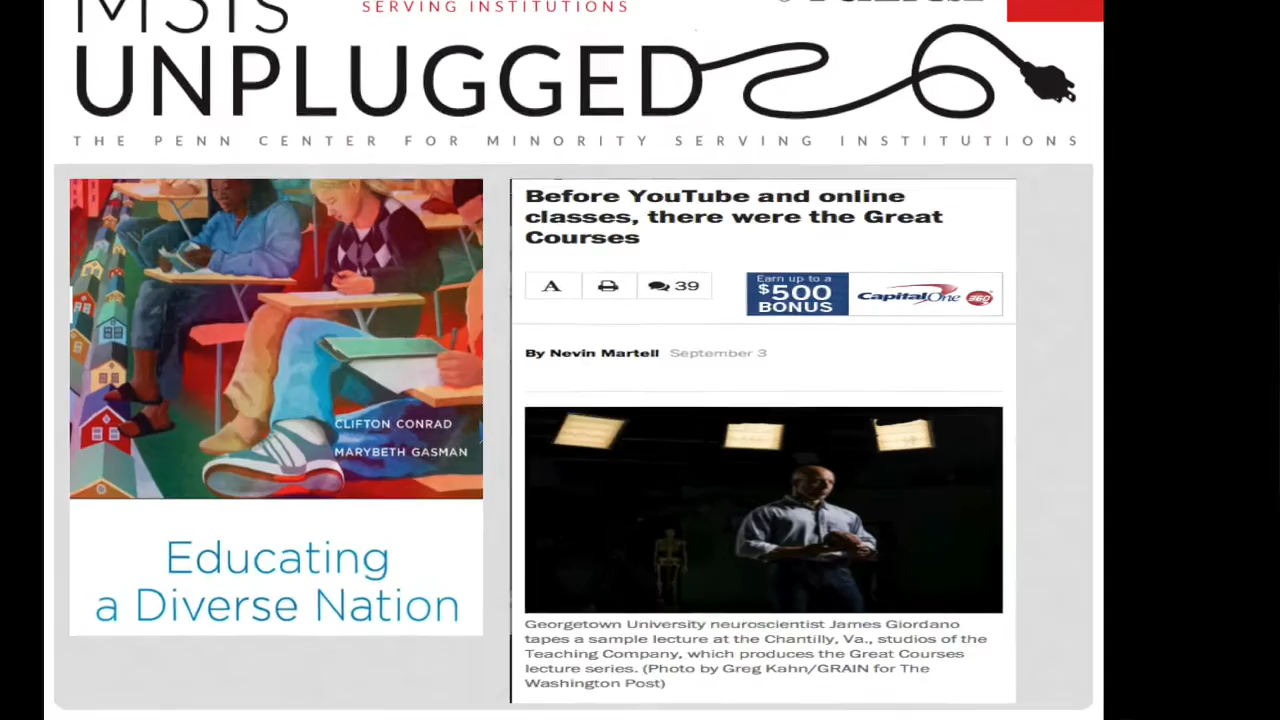 MSIs
SERVING INSTITUTIONS
UNPLUGGED
THE PENN CENTER FOR MINORITY SERVING INSTITUTIONS
CLIFTON CONRAD
MARYBETH GASMAN
Educating
a Diverse Nation
Before YouTube and online
classes, there were the Great
Courses
A
39
Earn up to a
$500
BONUS
Capital One 360
By Nevin Martell September 3
Georgetown University neuroscientist James Giordano
tapes a sample lecture at the Chantilly, Va., studios of the
Teaching Company, which produces the Great Courses
lecture series. (Photo by Greg Kahn/GRAIN for The
Washington Post)